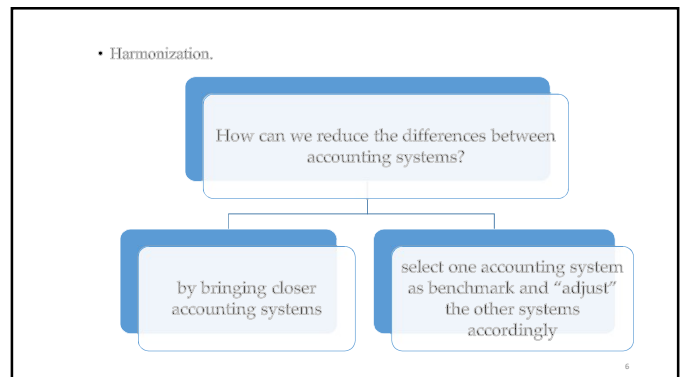 • Harmonization.
How can we reduce the differences between
accounting systems?
by bringing closer
accounting systems
select one accounting system
as benchmark and “adjust”
the other systems
accordingly
6